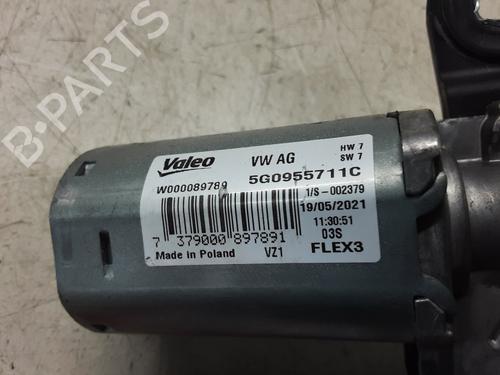 B-PARTS
Valeo
VW AG
HW 7
SW 7
W000089789
5G0955711C
1/S -002379
19/05/2021
11:30:51
03S
7 379000 897891
Made in Poland
VZ1
FLEX3